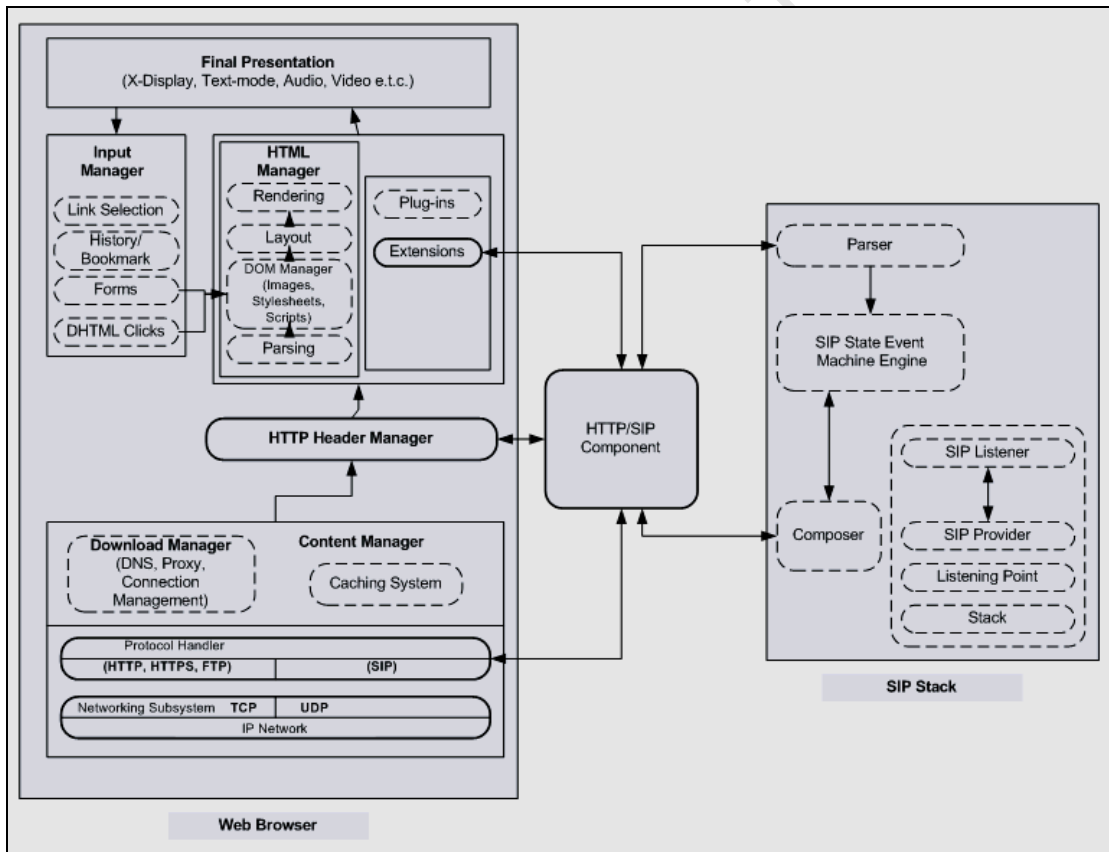 Final Presentation
(X-Display, Text-mode, Audio, Video e.t.c.)
Input
Manager
Link Selection
History/
Bookmark
Forms
DHTML Clicks
HTML
Manager
Rendering
Layout
DOM Manager
(Images,
Stylesheets,
Scripts)
Parsing
Plug-ins
Extensions
HTTP Header Manager
HTTP/SIP
Component
Download Manager
(DNS, Proxy,
Connection
Management)
Content Manager
Caching System
Protocol Handler
(HTTP, HTTPS, FTP)
(SIP)
Networking Subsystem TCP
UDP
IP Network
Web Browser
Parser
SIP State Event
Machine Engine
Composer
SIP Listener
SIP Provider
Listening Point
Stack
SIP Stack